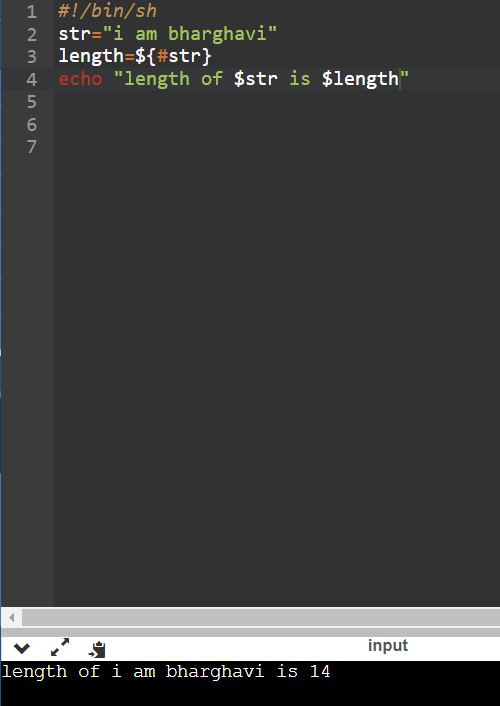 1 #!/bin/sh
2 str="i am bharghavi"
3 length=${#str}
4 echo "length of $str is $length"
5
6
7
input
length of i am bharghavi is 14